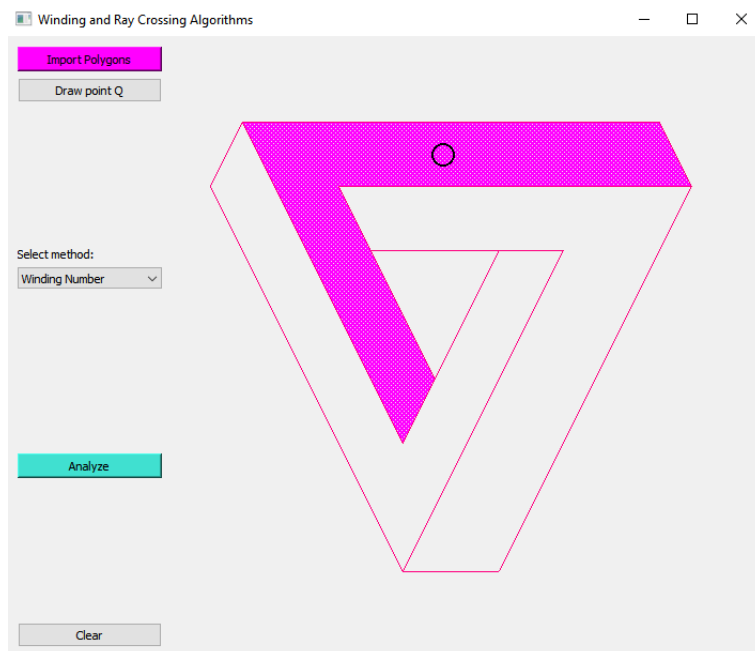 Winding and Ray Crossing Algorithms
Import Polygons
Draw point Q
Select method:
Winding Number
Analyze
Clear